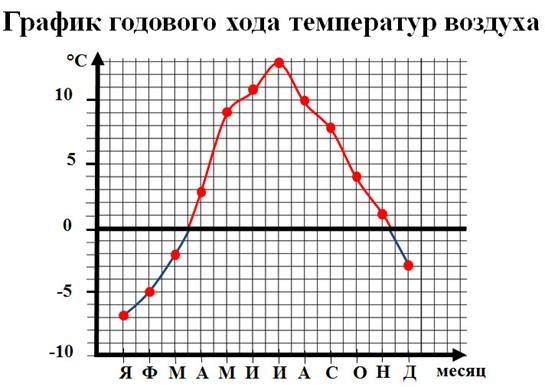 График годового хода температур воздуха
°С
10
5
0
-5
-10
Я Ф М А М И И А С О Н Д месяц